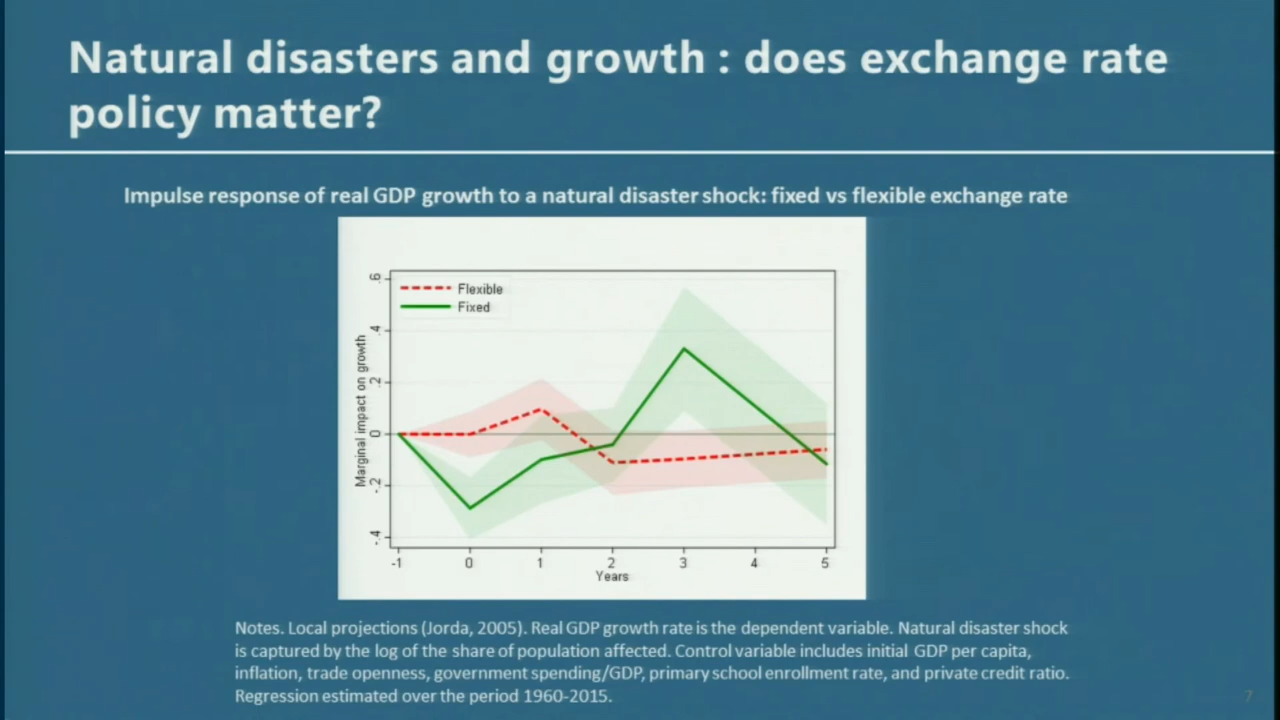 Natural disasters and growth : does exchange rate
policy matter?
Impulse response of real GDP growth to a natural disaster shock: fixed vs flexible exchange rate
Flexible
Fixed
Marginal impact on growth
.6
.4
.2
0
-.2
-.4
-1 0 1 2 3 4 5
Years
Notes. Local projections (Jorda, 2005). Real GDP growth rate is the dependent variable. Natural disaster shock
is captured by the log of the share of population affected. Control variable includes initial GDP per capita,
inflation, trade openness, government spending/GDP, primary school enrollment rate, and private credit ratio.
Regression estimated over the period 1960-2015.
7